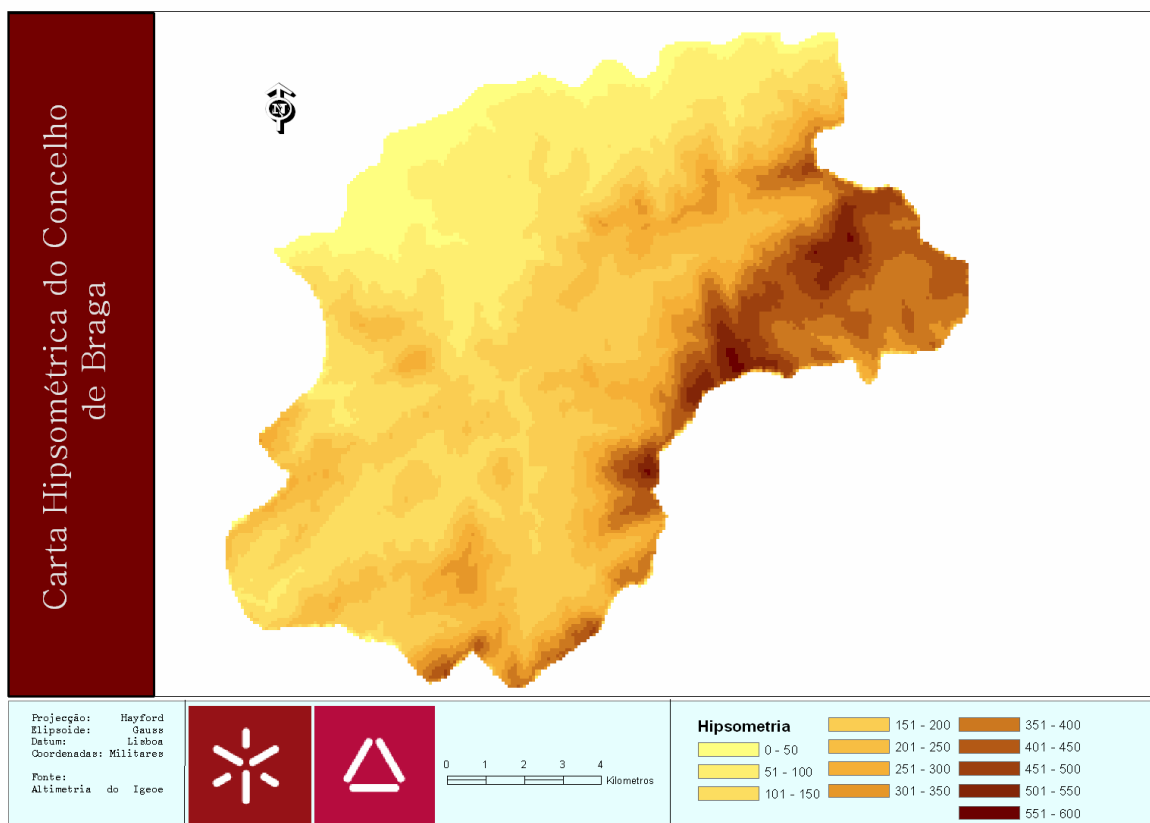 Carta Hipsométrica do Concelho
de Braga
N
Projecção: Hayford
Elipsoide: Gauss
Datum: Lisboa
Coordenadas: Militares
Fonte:
Altimetria do Igeoe
0 1 2 3 4
Kilometros
Hipsometria
0 - 50
51 - 100
101 - 150
151 - 200
201 - 250
251 - 300
301 - 350
351 - 400
401 - 450
451 - 500
501 - 550
551 - 600